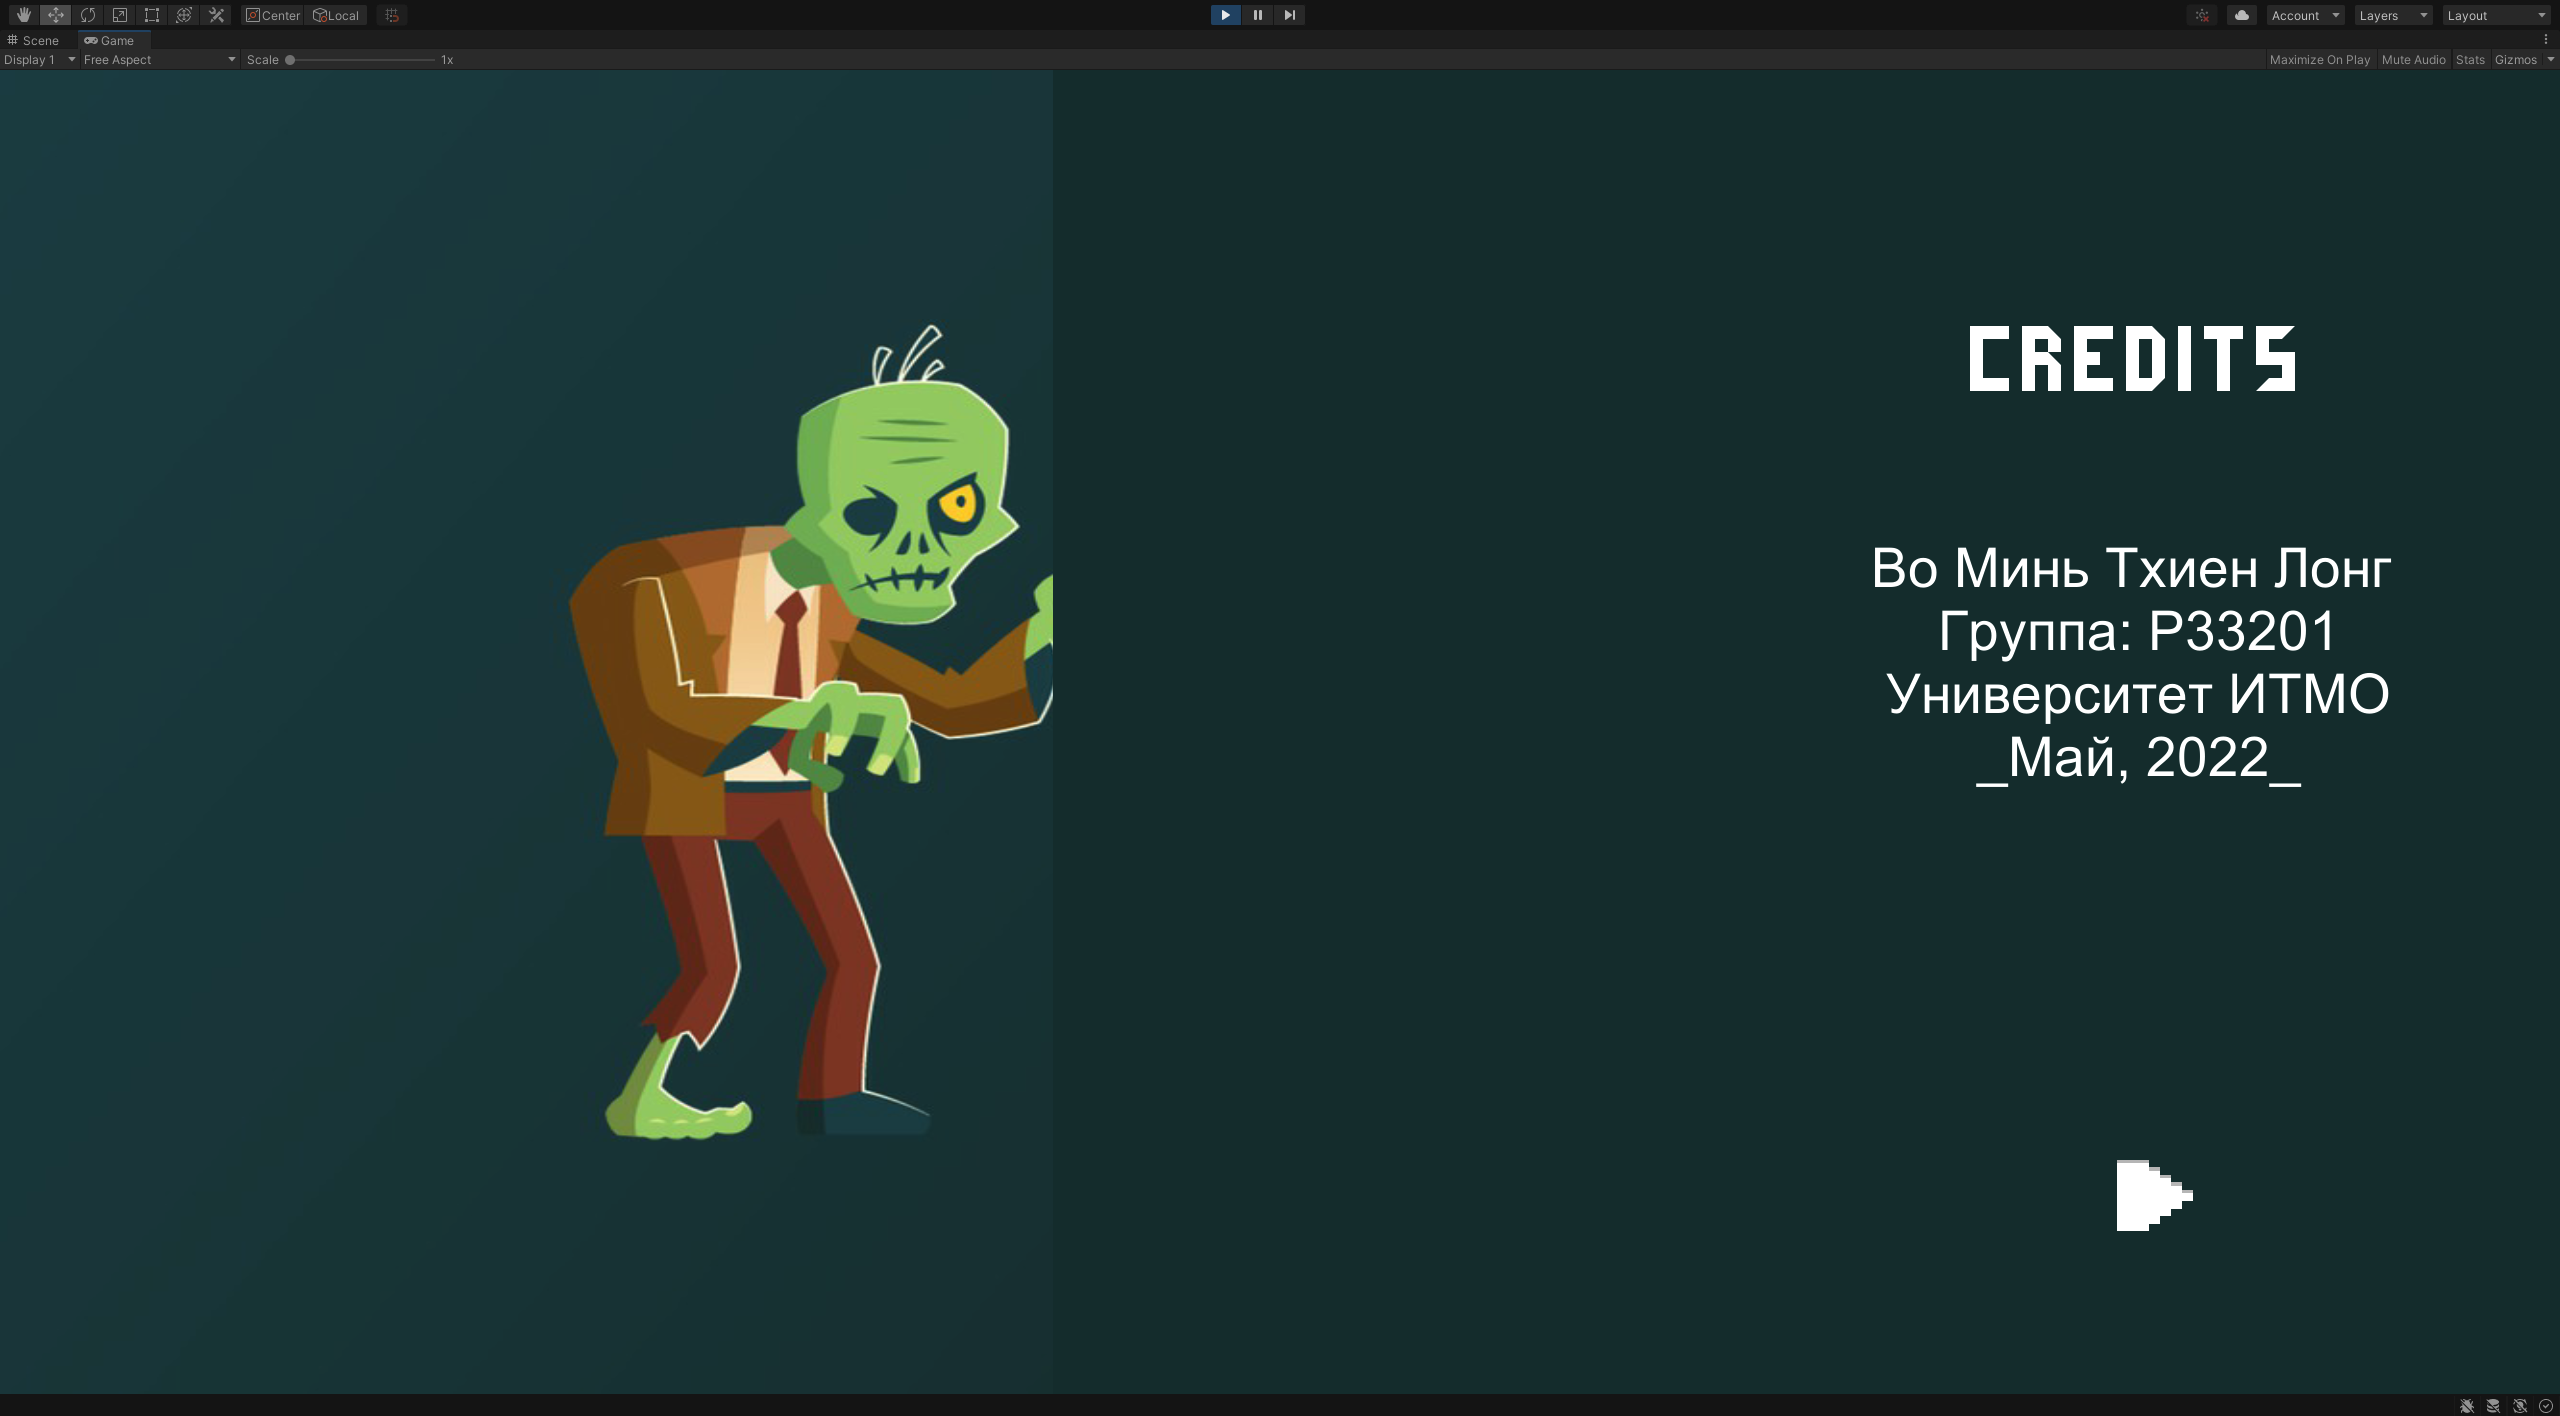 Center Local Account Layers Layout
Scene Game
Display 1 Free Aspect Scale 1x Maximize On Play Mute Audio Stats Gizmos
CREDITS
Во Минь Тхиен Лонг
Группа: P33201
Университет ИТМО
_Май, 2022_